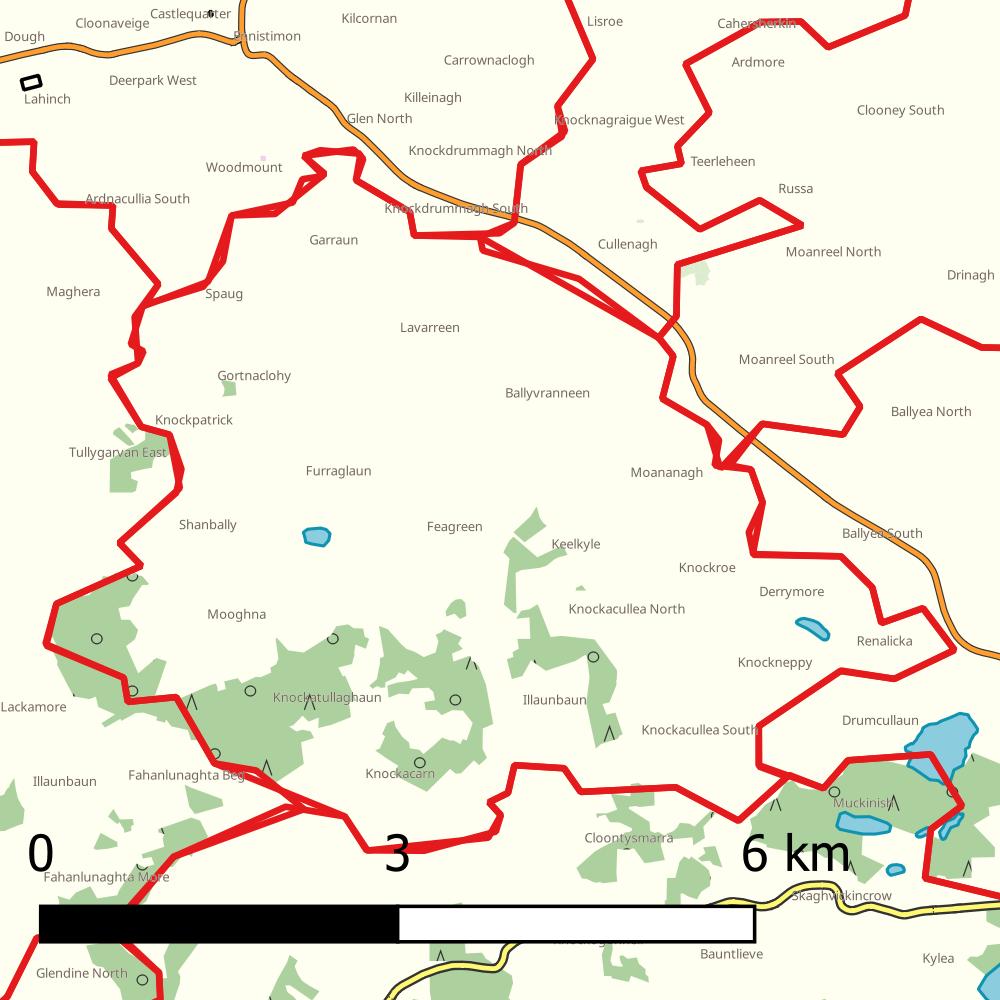 Castlequarter
Kilcornan
Lisroe
Cloonaveige
Cahersherkin
Dough
Ennistimon
Carrownaclogh
Ardmore
Deerpark West
Lahinch
Killeinagh
Clooney South
Glen North
Knocknagraigue West
Knockdrummagh North
Teerleheen
Woodmount
Russa
Ardnacullia South
Knockdrummagh South
Garraun
Cullenagh
Moanreel North
Drinagh
Maghera
Spaug
Lavarreen
Moanreel South
Gortnaclohy
Ballyvranneen
Ballyea North
Knockpatrick
Tullygarvan East
Furraglaun
Moananagh
Shanbally
Feagreen
Ballyea South
Keelkyle
Knockroe
Derrymore
Mooghna
Knockacullea North
Renalicka
Knockneppy
Knockatullaghaun
Illaunbaun
Lackamore
Drumcullaun
Knockacullea South
Fahanlunaghta Beg
Knockacarn
Illaunbaun
Muckinish
Cloontysmarra
0 3 6 km
Fahanlunaghta More
Skaghvickincrow
Bauntlieve
Kylea
Glendine North